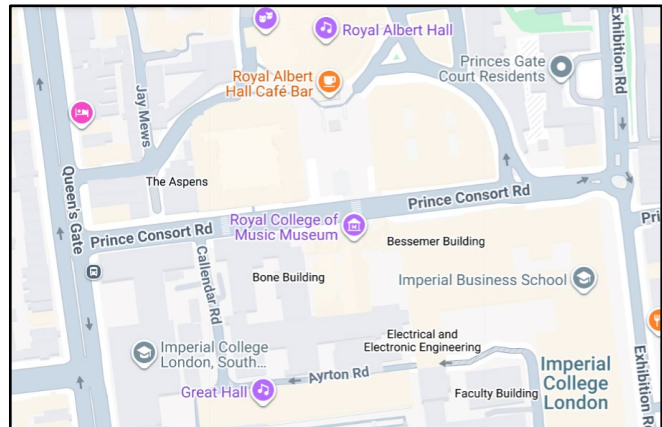 Royal Albert Hall
Exhibition Rd
Princes Gate
Court Residents
Royal Albert
Hall Café Bar
Jay Mews
Queen's Gate
The Aspens
Prince Consort Rd
Prince Consort Rd
Pri
Royal College of
Music Museum
Bessemer Building
Callendar Rd
Bone Building
Imperial Business School
Electrical and
Electronic Engineering
Imperial College
London, South...
Ayrton Rd
Great Hall
Faculty Building
Imperial
College
London
Exhibition R